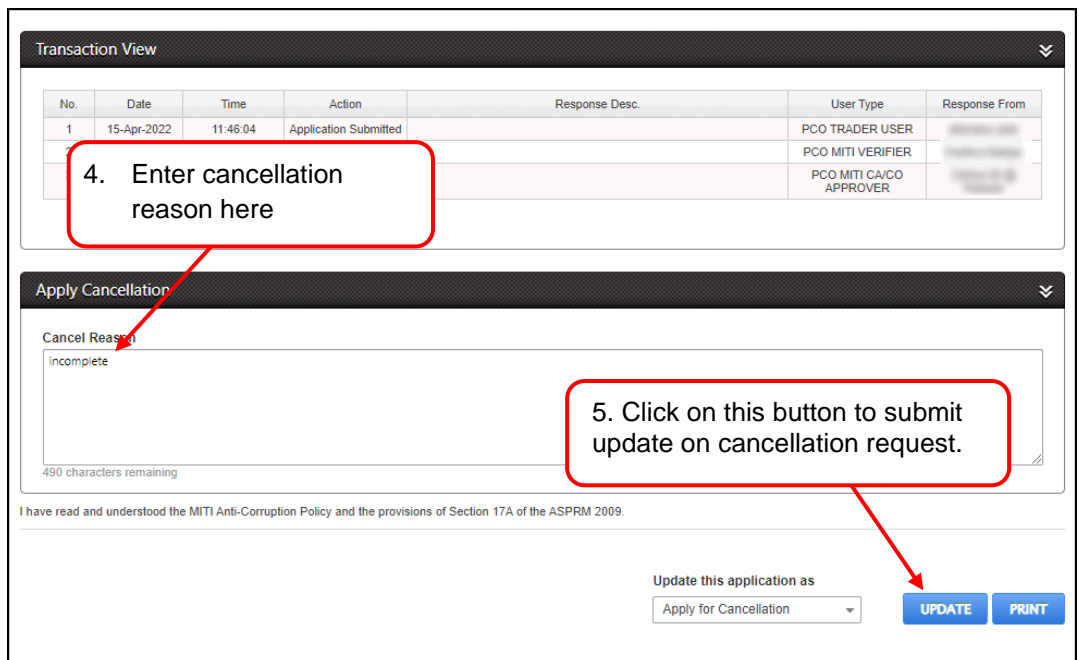 Transaction View
No. Date Time Action Response Desc. User Type Response From
1 15-Apr-2022 11:46:04 Application Submitted PCO TRADER USER
PCO MITI VERIFIER
PCO MITI CA/CO
APPROVER
4. Enter cancellation
reason here
Apply Cancellation
Cancel Reason
incomplete
5. Click on this button to submit
update on cancellation request.
490 characters remaining
I have read and understood the MITI Anti-Corruption Policy and the provisions of Section 17A of the ASPRM 2009.
Update this application as
Apply for Cancellation UPDATE PRINT